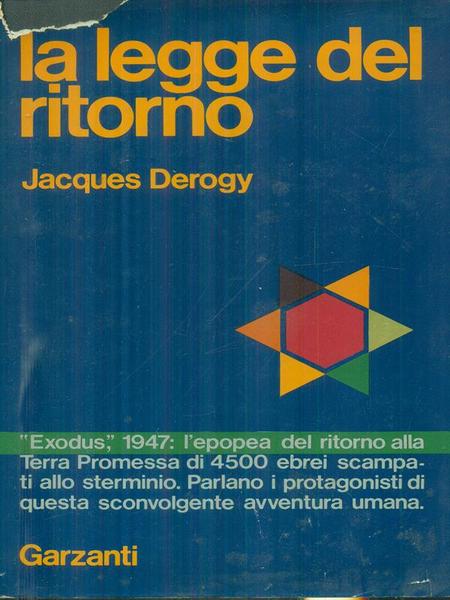 la legge del
ritorno
Jacques Derogy
"Exodus," 1947: l'epopea del ritorno alla
Terra Promessa di 4500 ebrei scampa-
ti allo sterminio. Parlano i protagonisti di
questa sconvolgente avventura umana.
Garzanti